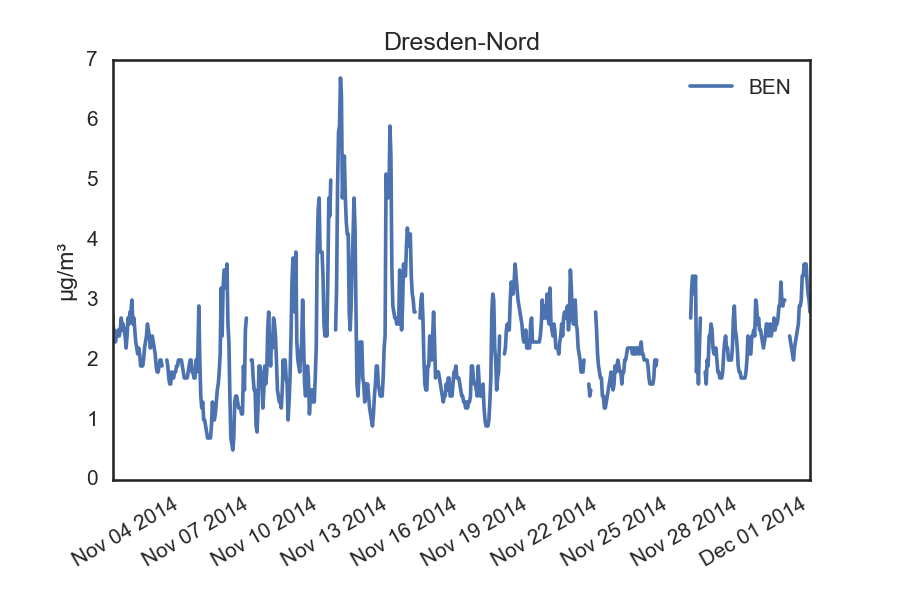 Dresden-Nord
7
6
5
4
3
2
1
0
µg/m³
BEN
Nov 04 2014
Nov 07 2014
Nov 10 2014
Nov 13 2014
Nov 16 2014
Nov 19 2014
Nov 22 2014
Nov 25 2014
Nov 28 2014
Dec 01 2014